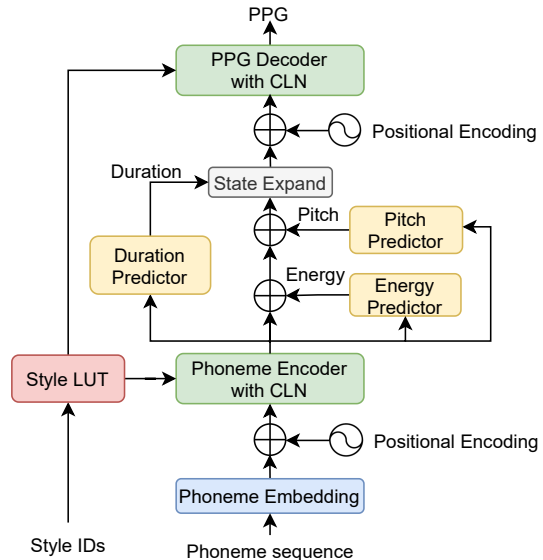 PPG
PPG Decoder
with CLN
Positional Encoding
Duration
State Expand
Pitch
Pitch
Predictor
Duration
Predictor
Energy
Energy
Predictor
Style LUT
Phoneme Encoder
with CLN
Positional Encoding
Phoneme Embedding
Style IDs
Phoneme sequence